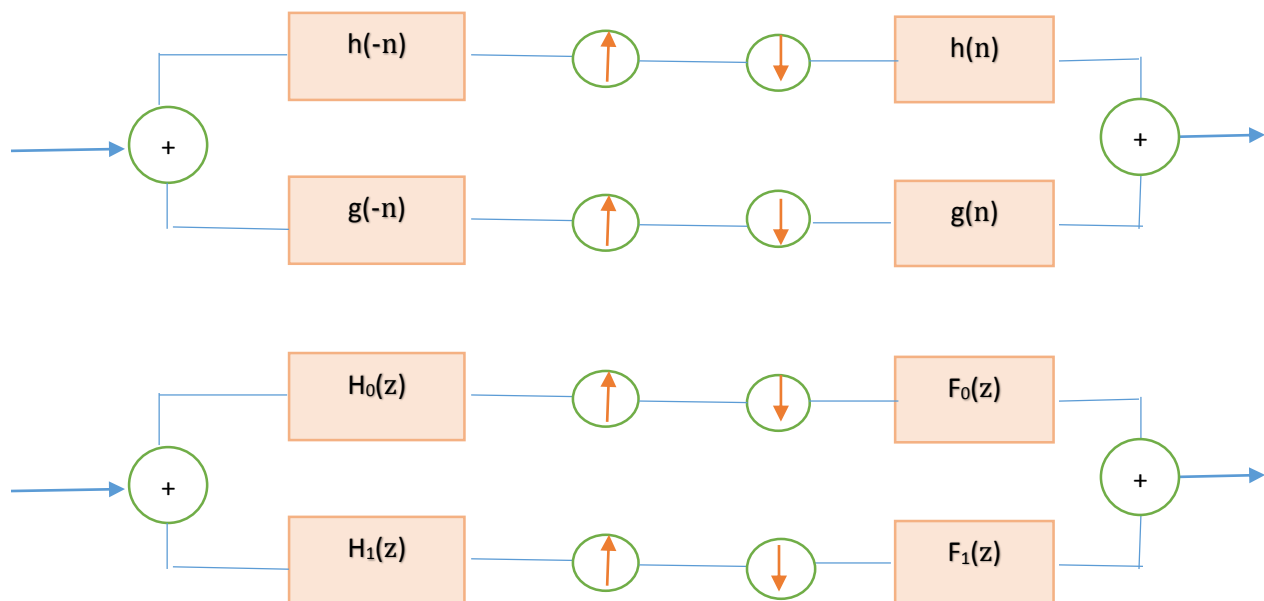 h(-n)
h(n)
+
+
g(-n)
g(n)
H₀(z)
F₀(z)
+
+
H₁(z)
F₁(z)